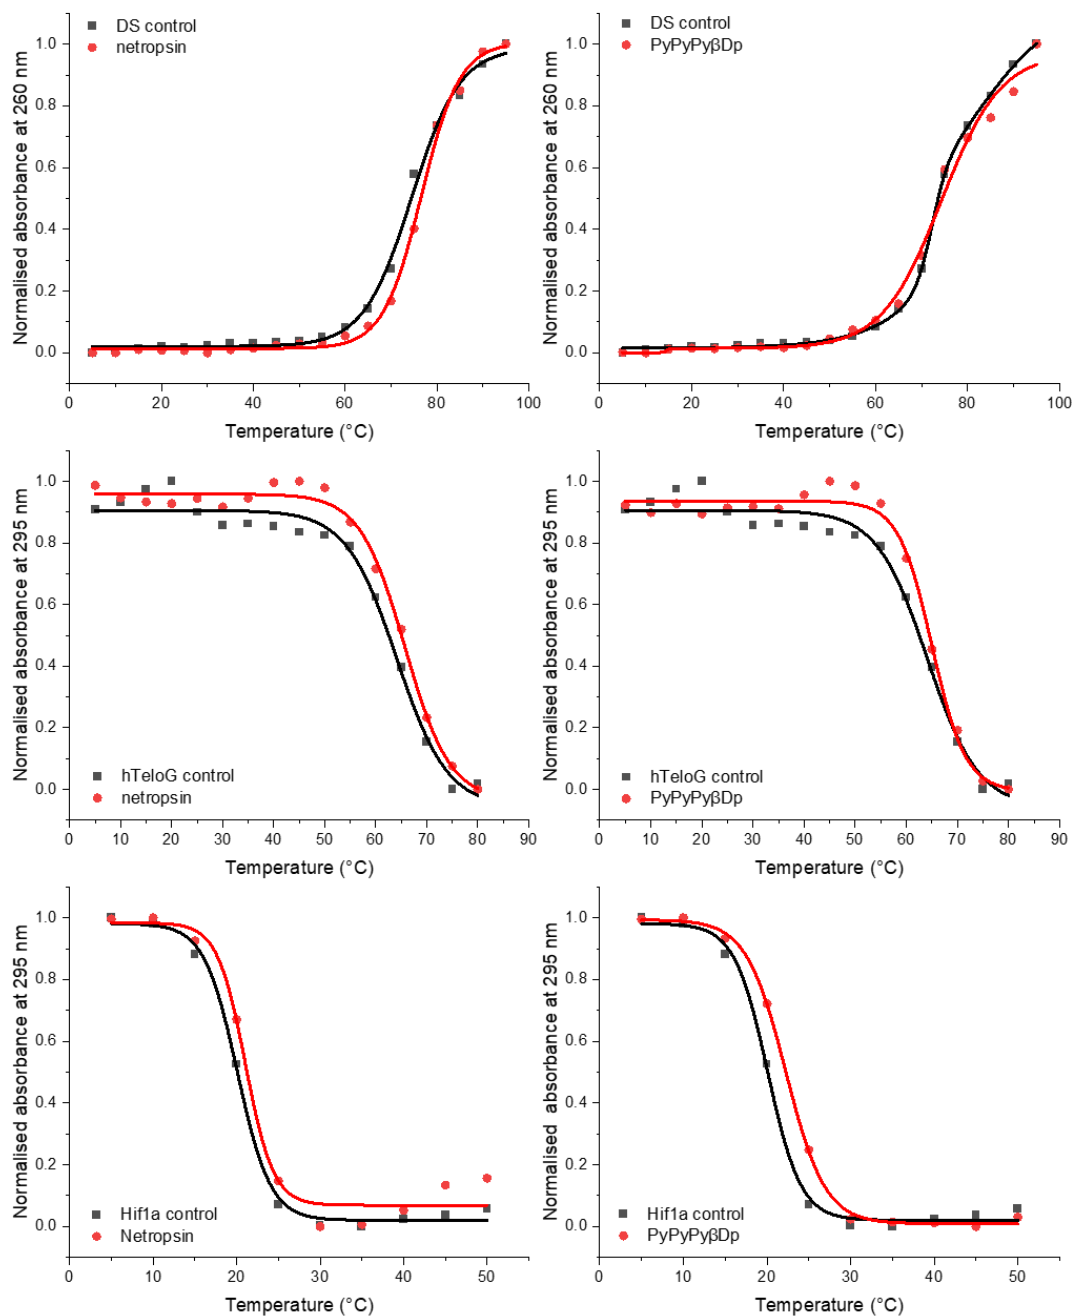 DS control
netropsin
Normalised absorbance at 260 nm
1.0
0.8
0.6
0.4
0.2
0.0
0 20 40 60 80 100
Temperature (°C)
DS control
PyPyPyβDp
Normalised absorbance at 260 nm
1.0
0.8
0.6
0.4
0.2
0.0
0 20 40 60 80 100
Temperature (°C)
Normalised absorbance at 295 nm
1.0
0.8
0.6
0.4
0.2
0.0
hTeloG control
netropsin
0 10 20 30 40 50 60 70 80 90
Temperature (°C)
Normalised absorbance at 295 nm
1.0
0.8
0.6
0.4
0.2
0.0
hTeloG control
PyPyPyβDp
0 10 20 30 40 50 60 70 80 90
Temperature (°C)
Normalised absorbance at 295 nm
1.0
0.8
0.6
0.4
0.2
0.0
Hif1a control
Netropsin
0 10 20 30 40 50
Temperature (°C)
Normalised absorbance at 295 nm
1.0
0.8
0.6
0.4
0.2
0.0
Hif1a control
PyPyPyβDp
0 10 20 30 40 50
Temperature (°C)